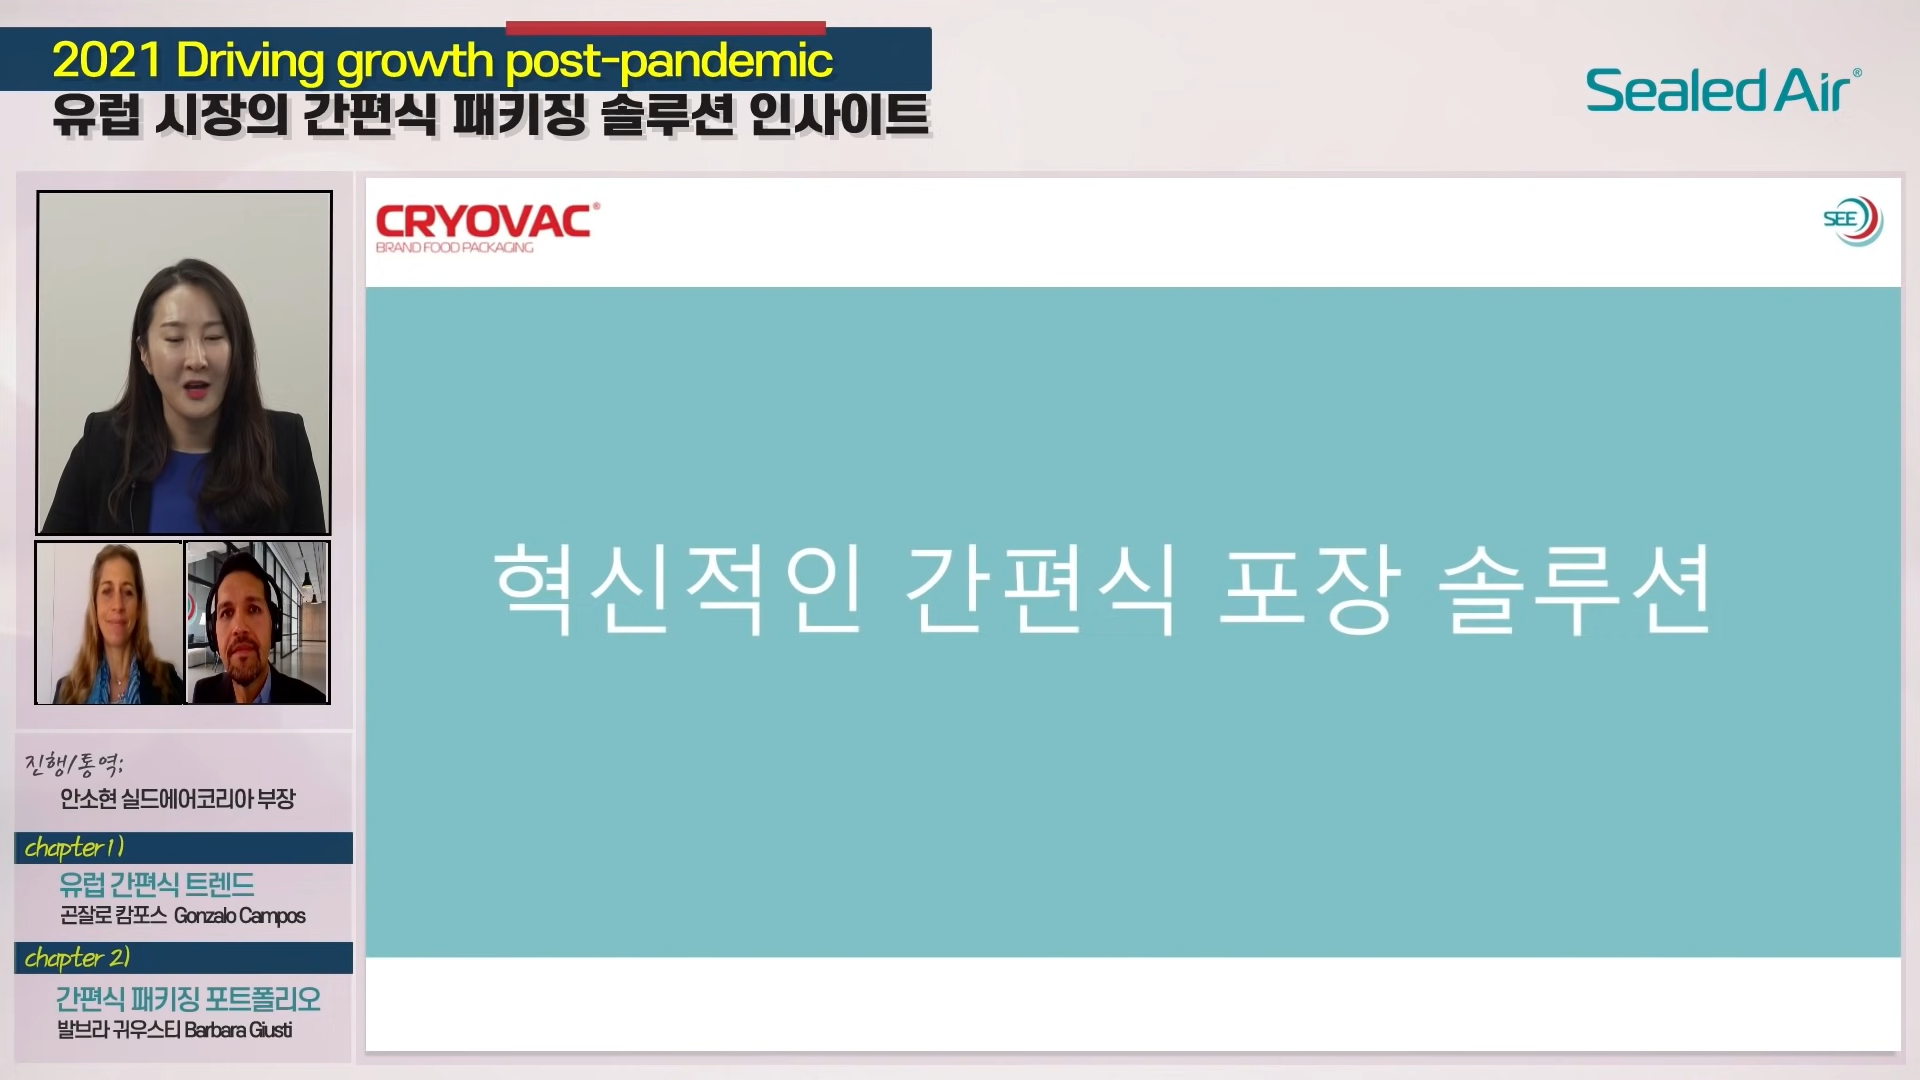 2021 Driving growth post-pandemic
유럽 시장의 간편식 패키징 솔루션 인사이트
Sealed Air®
CRYOVAC®
BRAND FOOD PACKAGING
SEE
혁신적인 간편식 포장 솔루션
진행/통역;
안소현 실드에어코리아 부장
chapter 1)
유럽 간편식 트렌드
곤잘로 캄포스 Gonzalo Campos
chapter 2)
간편식 패키징 포트폴리오
발브라 귀우스티 Barbara Giusti